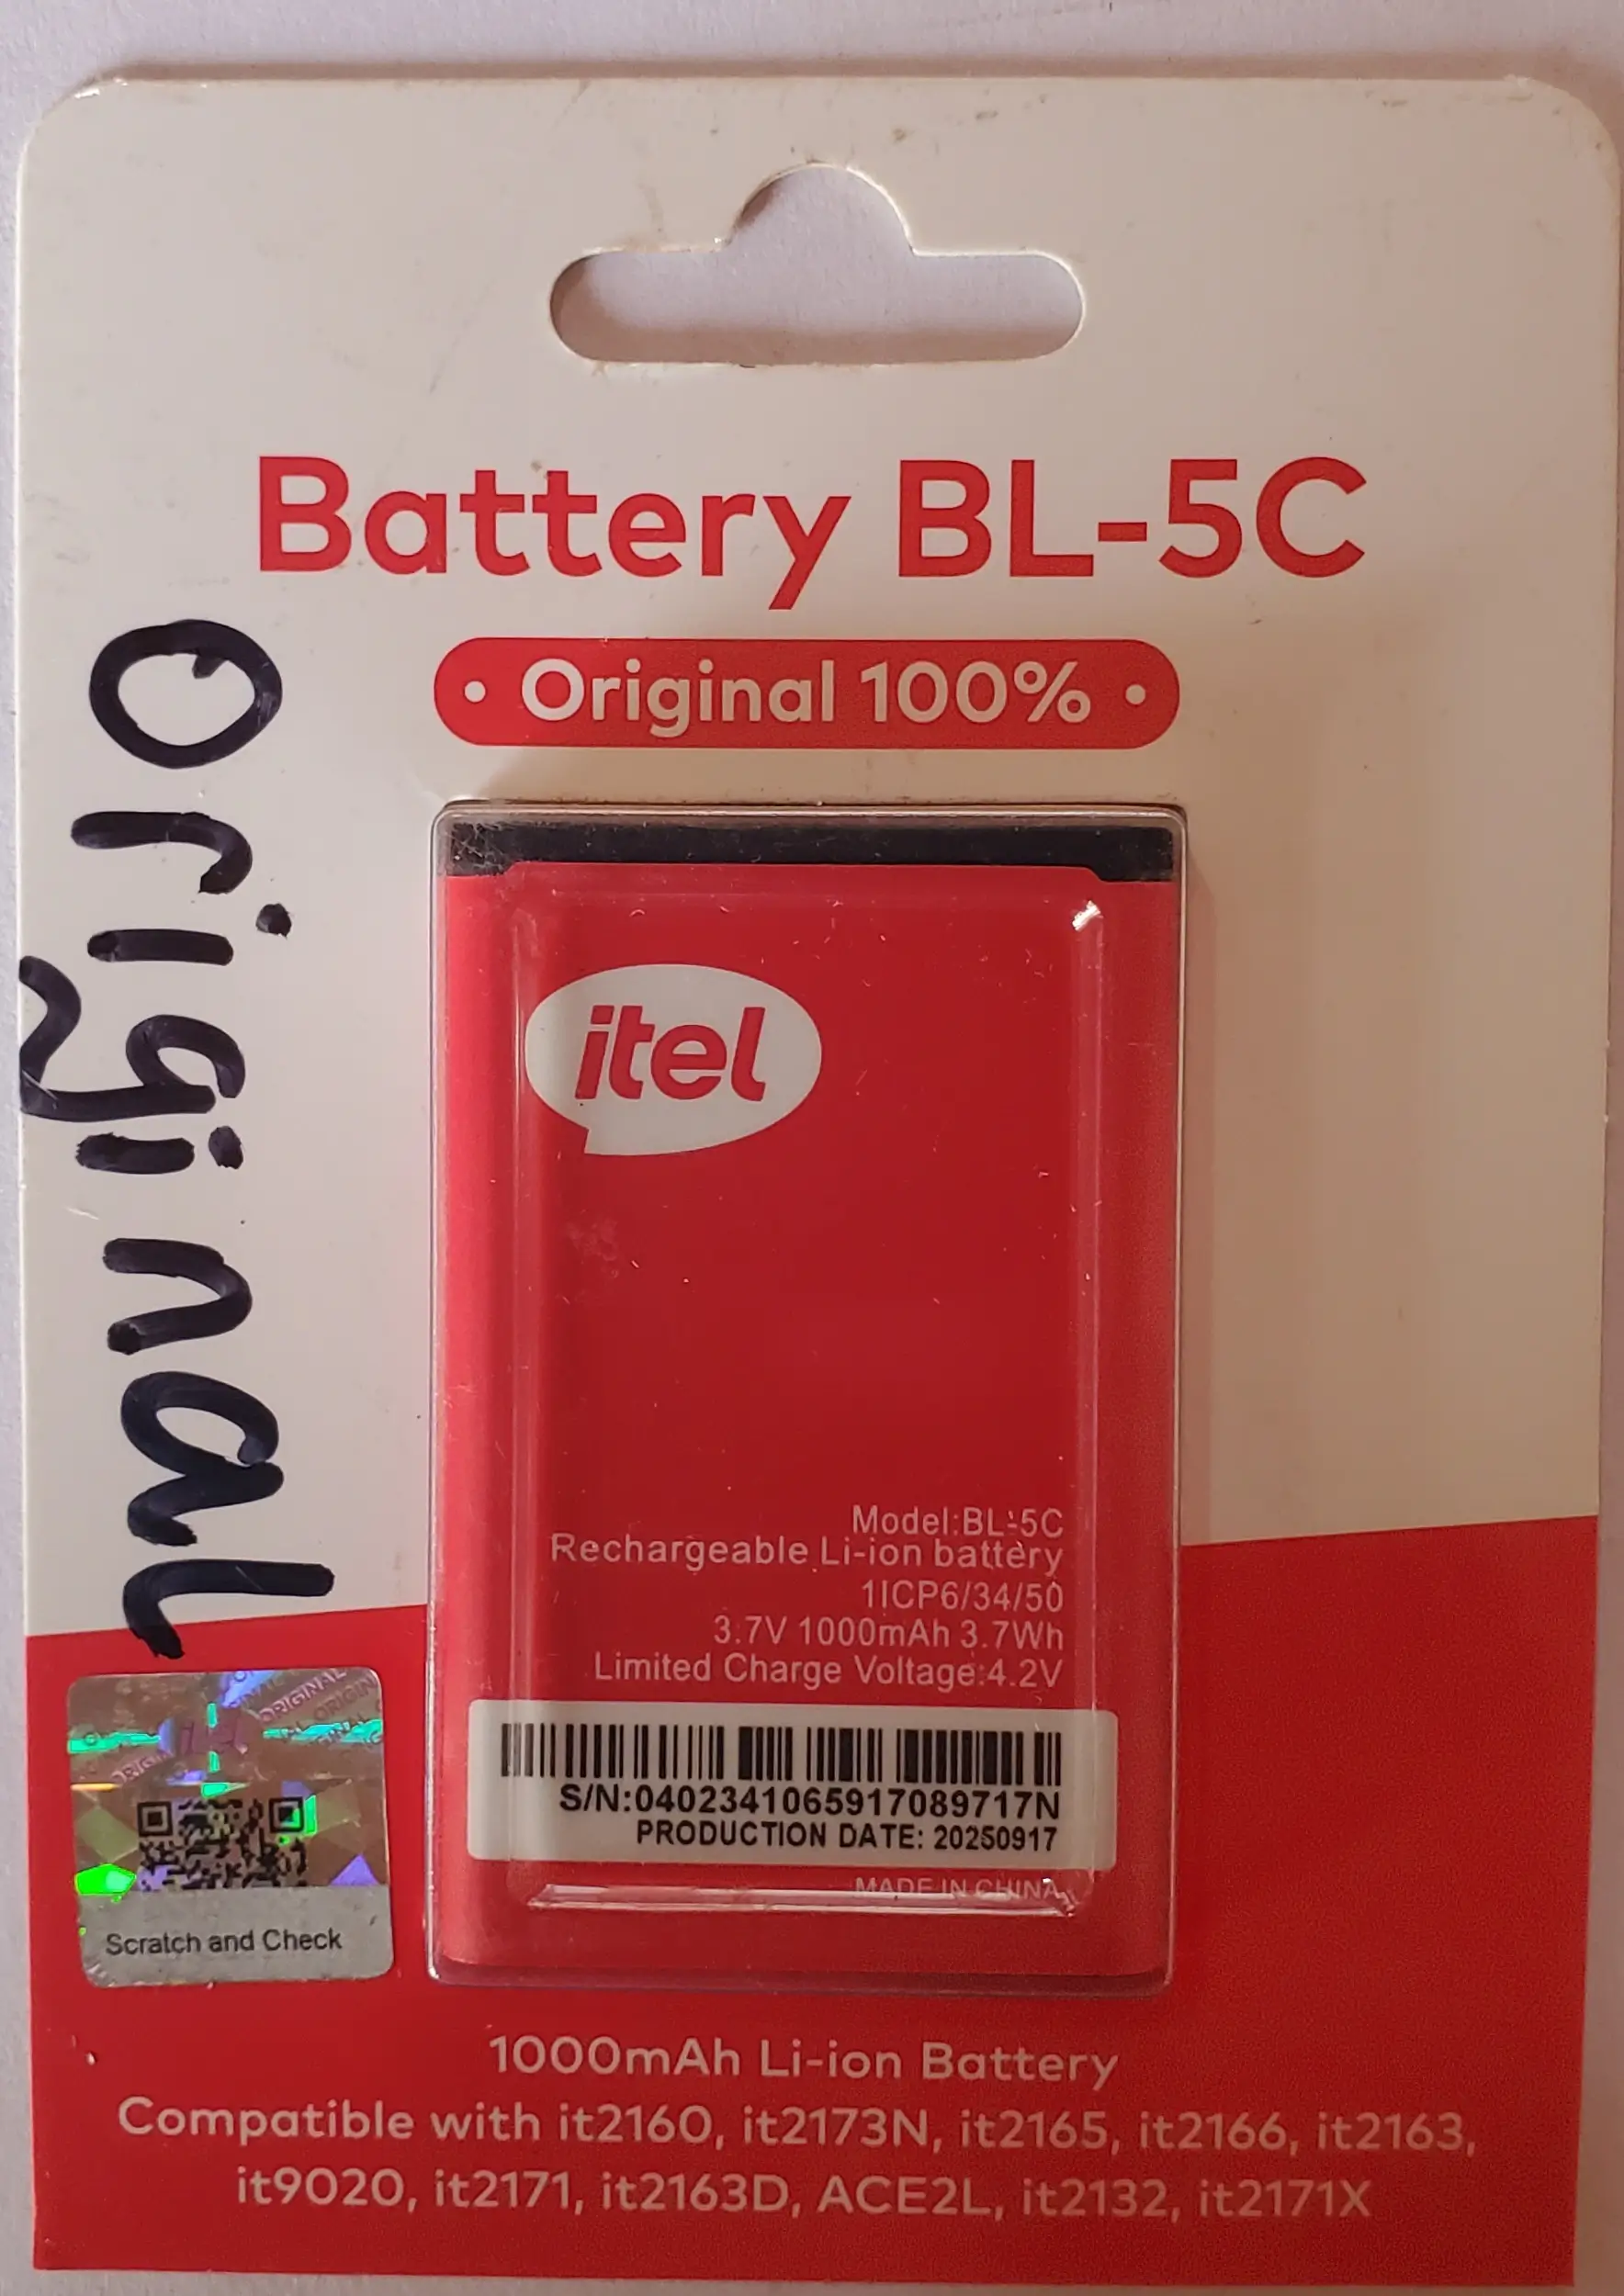 Battery BL-5C
• Original 100% •
Original
itel
Model:BL-5C
Rechargeable Li-ion battery
1ICP6/34/50
3.7V 1000mAh 3.7Wh
Limited Charge Voltage:4.2V
S/N:0402341065917089717N
PRODUCTION DATE: 20250917
MADE IN CHINA
ORIGINAL
Scratch and Check
1000mAh Li-ion Battery
Compatible with it2160, it2173N, it2165, it2166, it2163,
it9020, it2171, it2163D, ACE2L, it2132, it2171X